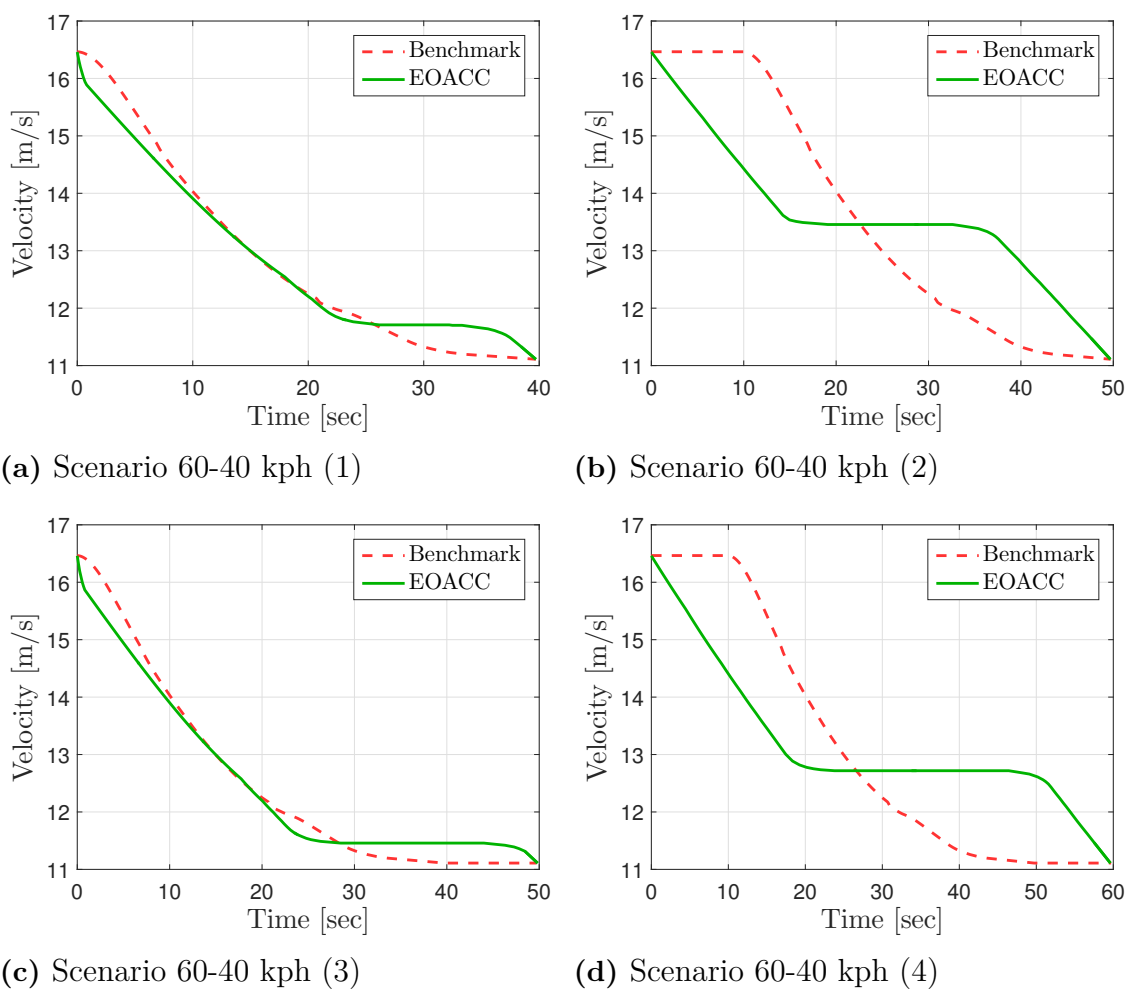 17
16
15
14
13
12
11
Velocity [m/s]
Benchmark
EOACC
0 10 20 30 40
Time [sec]
(a) Scenario 60-40 kph (1)
17
16
15
14
13
12
11
Velocity [m/s]
Benchmark
EOACC
0 10 20 30 40 50
Time [sec]
(b) Scenario 60-40 kph (2)
17
16
15
14
13
12
11
Velocity [m/s]
Benchmark
EOACC
0 10 20 30 40 50
Time [sec]
(c) Scenario 60-40 kph (3)
17
16
15
14
13
12
11
Velocity [m/s]
Benchmark
EOACC
0 10 20 30 40 50 60
Time [sec]
(d) Scenario 60-40 kph (4)